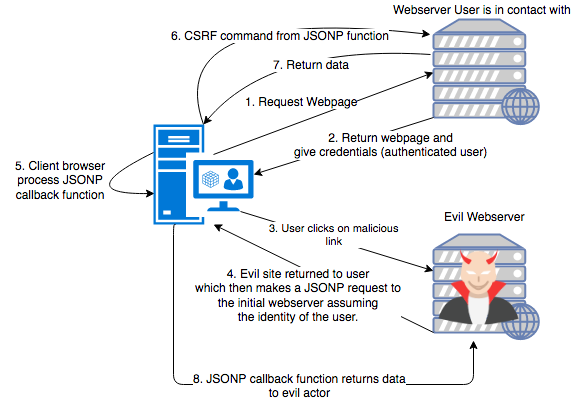 Webserver User is in contact with
6. CSRF command from JSONP function
7. Return data
1. Request Webpage
2. Return webpage and
give credentials (authenticated user)
5. Client browser
process JSONP
callback function
Evil Webserver
3. User clicks on malicious
link
4. Evil site returned to user
which then makes a JSONP request to
the initial webserver assuming
the identity of the user.
8. JSONP callback function returns data
to evil actor